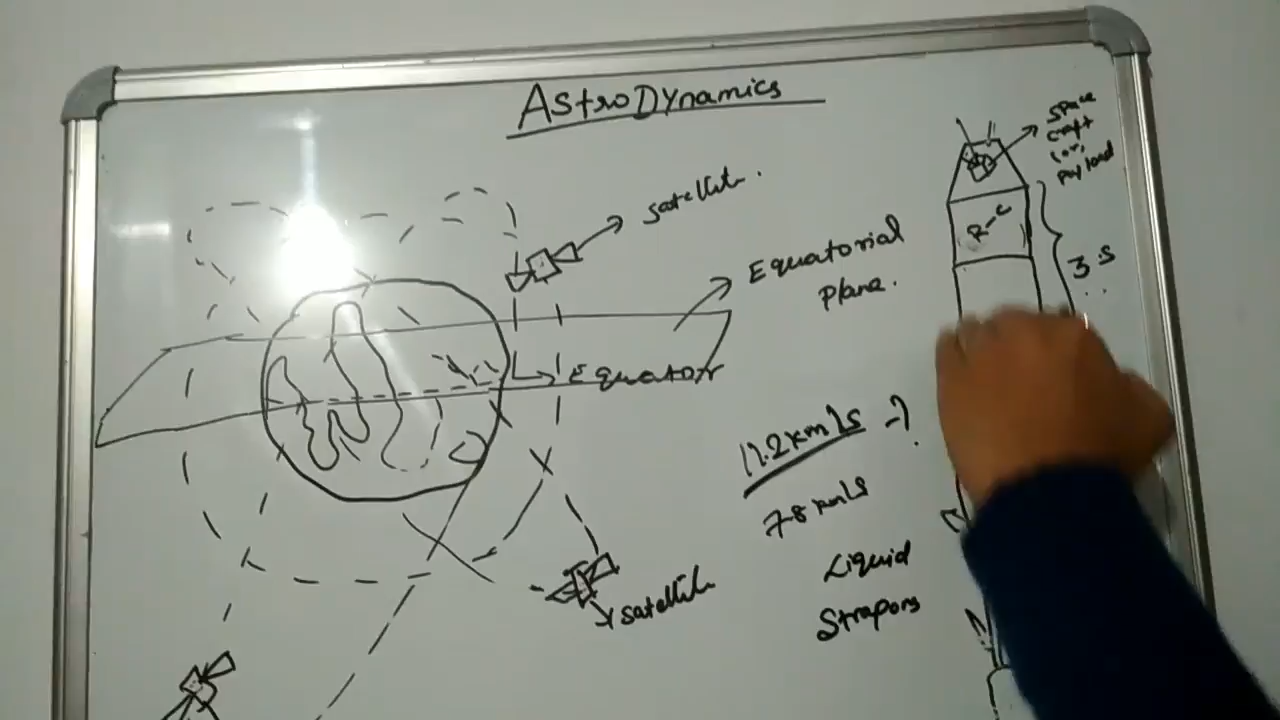 AstroDynamics
Space
craft
(or)
payload
satellite.
R-C
Equatorial
Plane.
3 S
Equator
11.2 km/s -?
7.8 km/s
Liquid
Strapons
satellite